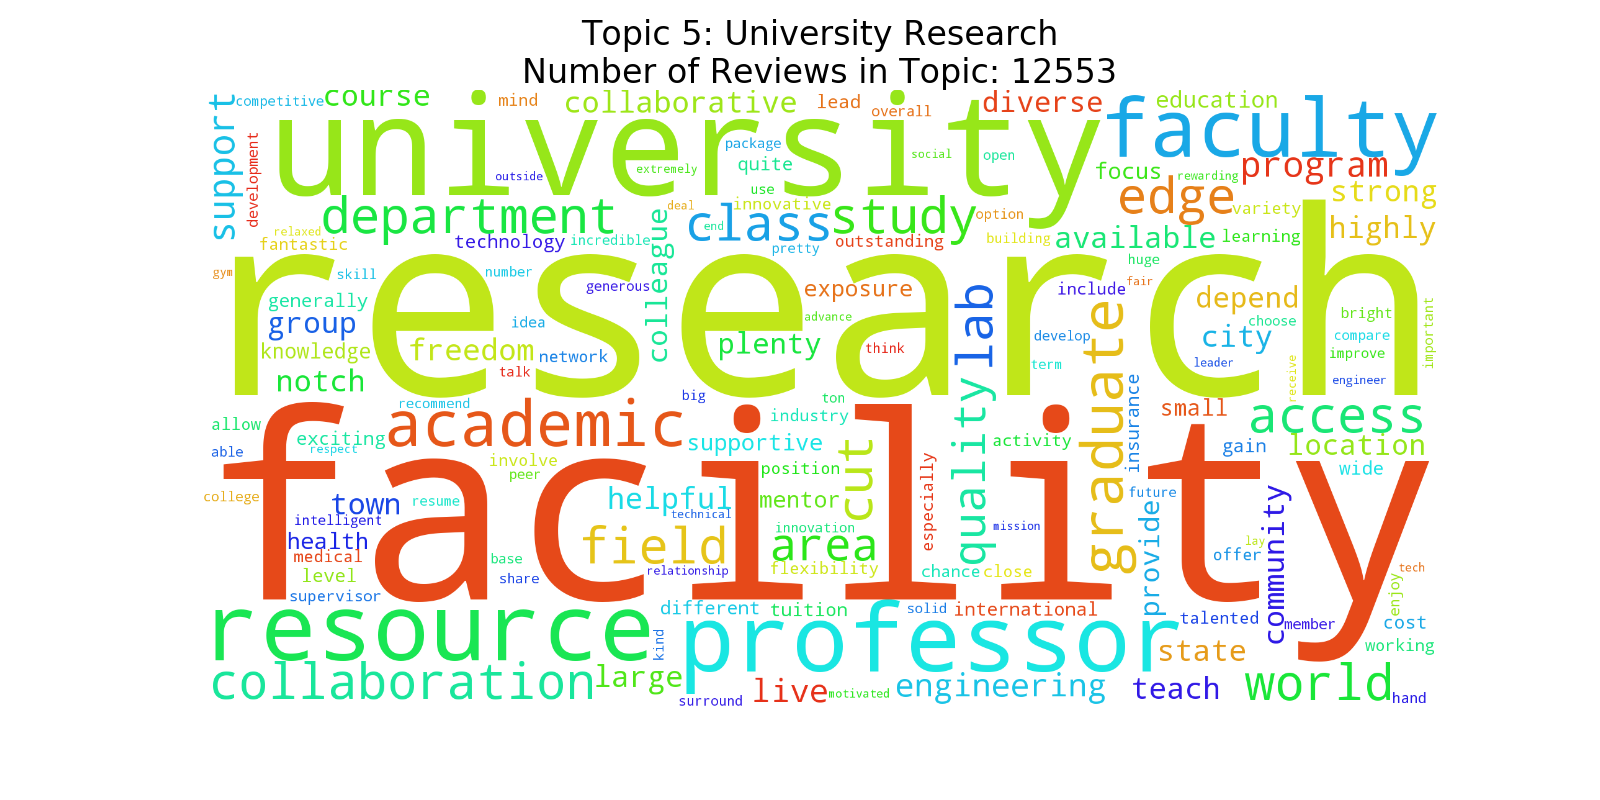 Topic 5: University Research
Number of Reviews in Topic: 12553
support
competitive
course
mind
collaborative
lead
overall
diverse
education
faculty
university
development
package
quite
extremely
outside
use
social
open
focus
rewarding
program
edge
strong
department
deal
innovative
class
study
option
variety
highly
relaxed
fantastic
technology
incredible
colleague
end
pretty
outstanding
building
available
learning
gym
skill
number
generous
research
exposure
include
huge
fair
generally
group
idea
advance
lab
graduate
depend
choose
city
bright
important
knowledge
freedom
network
plenty
think
develop
compare
improve
notch
talk
term
leader
receive
engineer
recommend
big
ton
industry
quality
insurance
small
access
allow
academic
exciting
respect
supportive
cut
activity
gain
location
able
involve
peer
position
especially
wide
facility
college
town
resume
helpful
technical
mentor
innovation
mission
future
provide
community
intelligent
health
medical
level
supervisor
base
share
field
relationship
area
flexibility
chance
close
offer
lay
tech
enjoy
resource
different
tuition
solid
international
talented
member
cost
working
kind
professor
state
collaboration
large
surround
live
motivated
engineering
teach
world
hand